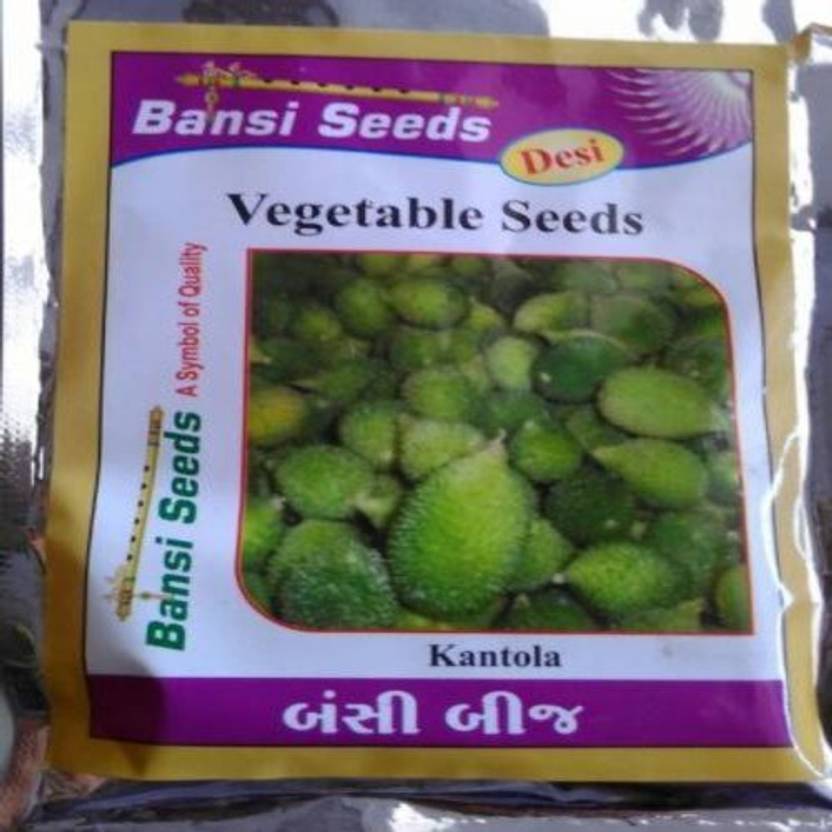 Bansi Seeds
Desi
Vegetable Seeds
Bansi Seeds A Symbol of Quality
Kantola
બંસી બીજ